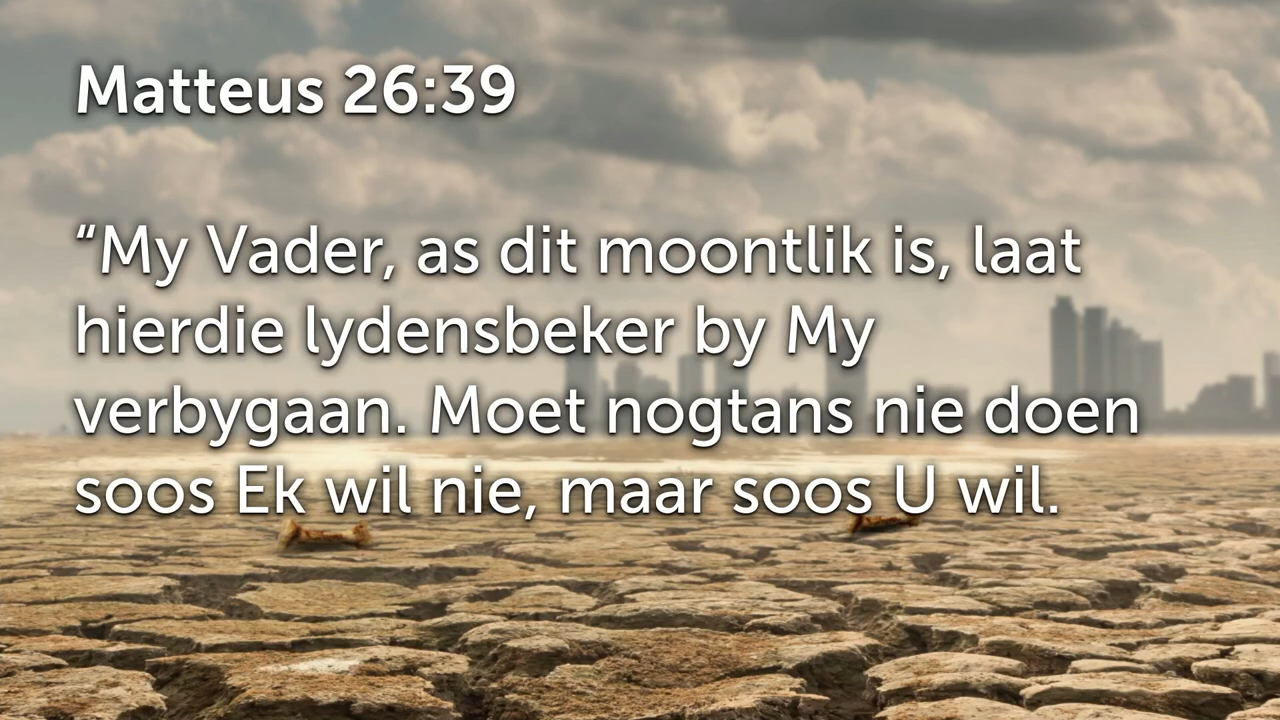 Matteus 26:39
“My Vader, as dit moontlik is, laat
hierdie lydensbeker by My
verbygaan. Moet nogtans nie doen
soos Ek wil nie, maar soos U wil.